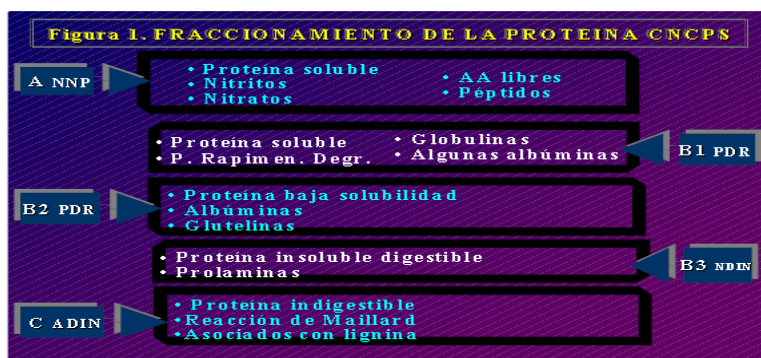 Figura 1. FRACCIONAMIENTO DE LA PROTEINA CNCPS
A NNP
• Proteína soluble
• Nitritos
• Nitratos
• AA libres
• Péptidos
• Proteína soluble
• P. Rapimen. Degr.
• Globulinas
• Algunas albúminas
B1 PDR
B2 PDR
• Proteína baja solubilidad
• Albúminas
• Glutelinas
• Proteína insoluble digestible
• Prolaminas
B3 NDIN
C ADIN
• Proteína indigestible
• Reacción de Maillard
• Asociados con lignina